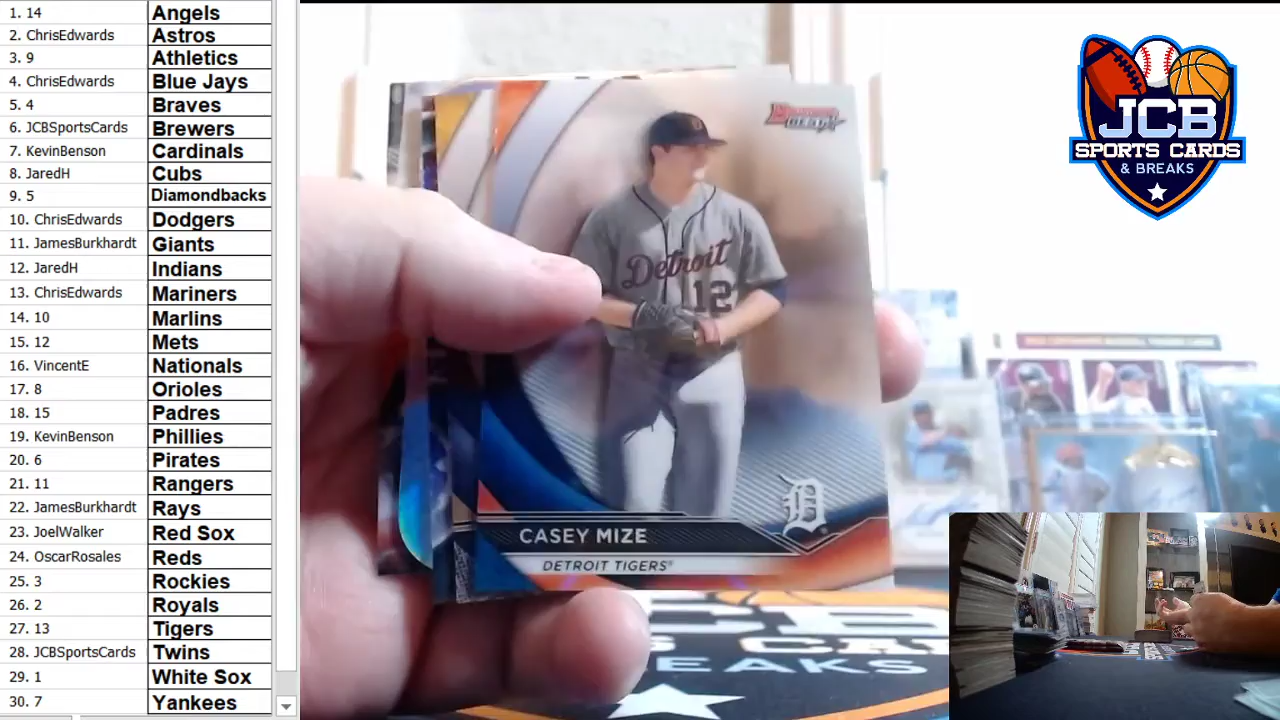 1. 14 Angels
2. ChrisEdwards Astros
3. 9 Athletics
4. ChrisEdwards Blue Jays
5. 4 Braves
6. JCBSportsCards Brewers
7. KevinBenson Cardinals
8. JaredH Cubs
9. 5 Diamondbacks
10. ChrisEdwards Dodgers
11. JamesBurkhardt Giants
12. JaredH Indians
13. ChrisEdwards Mariners
14. 10 Marlins
15. 12 Mets
16. VincentE Nationals
17. 8 Orioles
18. 15 Padres
19. KevinBenson Phillies
20. 6 Pirates
21. 11 Rangers
22. JamesBurkhardt Rays
23. JoelWalker Red Sox
24. OscarRosales Reds
25. 3 Rockies
26. 2 Royals
27. 13 Tigers
28. JCBSportsCards Twins
29. 1 White Sox
30. 7 Yankees
BOWMAN'S
BEST
Detroit
12
D
CASEY MIZE
DETROIT TIGERS®
BREAKS
JCB
SPORTS CARDS
& BREAKS